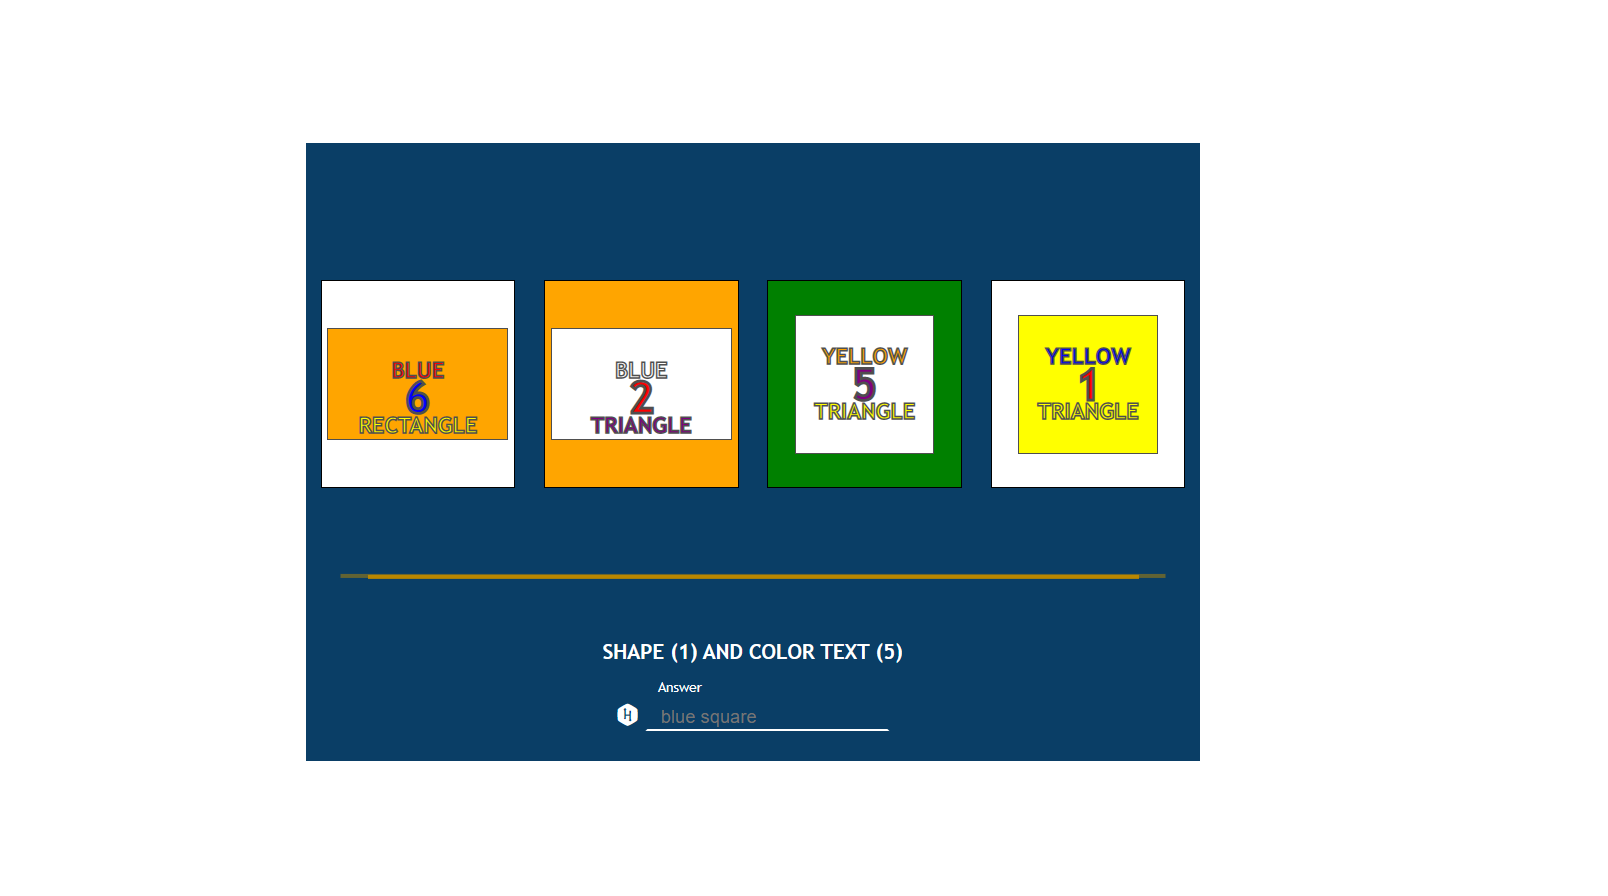 BLUE
6
RECTANGLE
BLUE
2
TRIANGLE
YELLOW
5
TRIANGLE
YELLOW
1
TRIANGLE
SHAPE (1) AND COLOR TEXT (5)
Answer
H
blue square